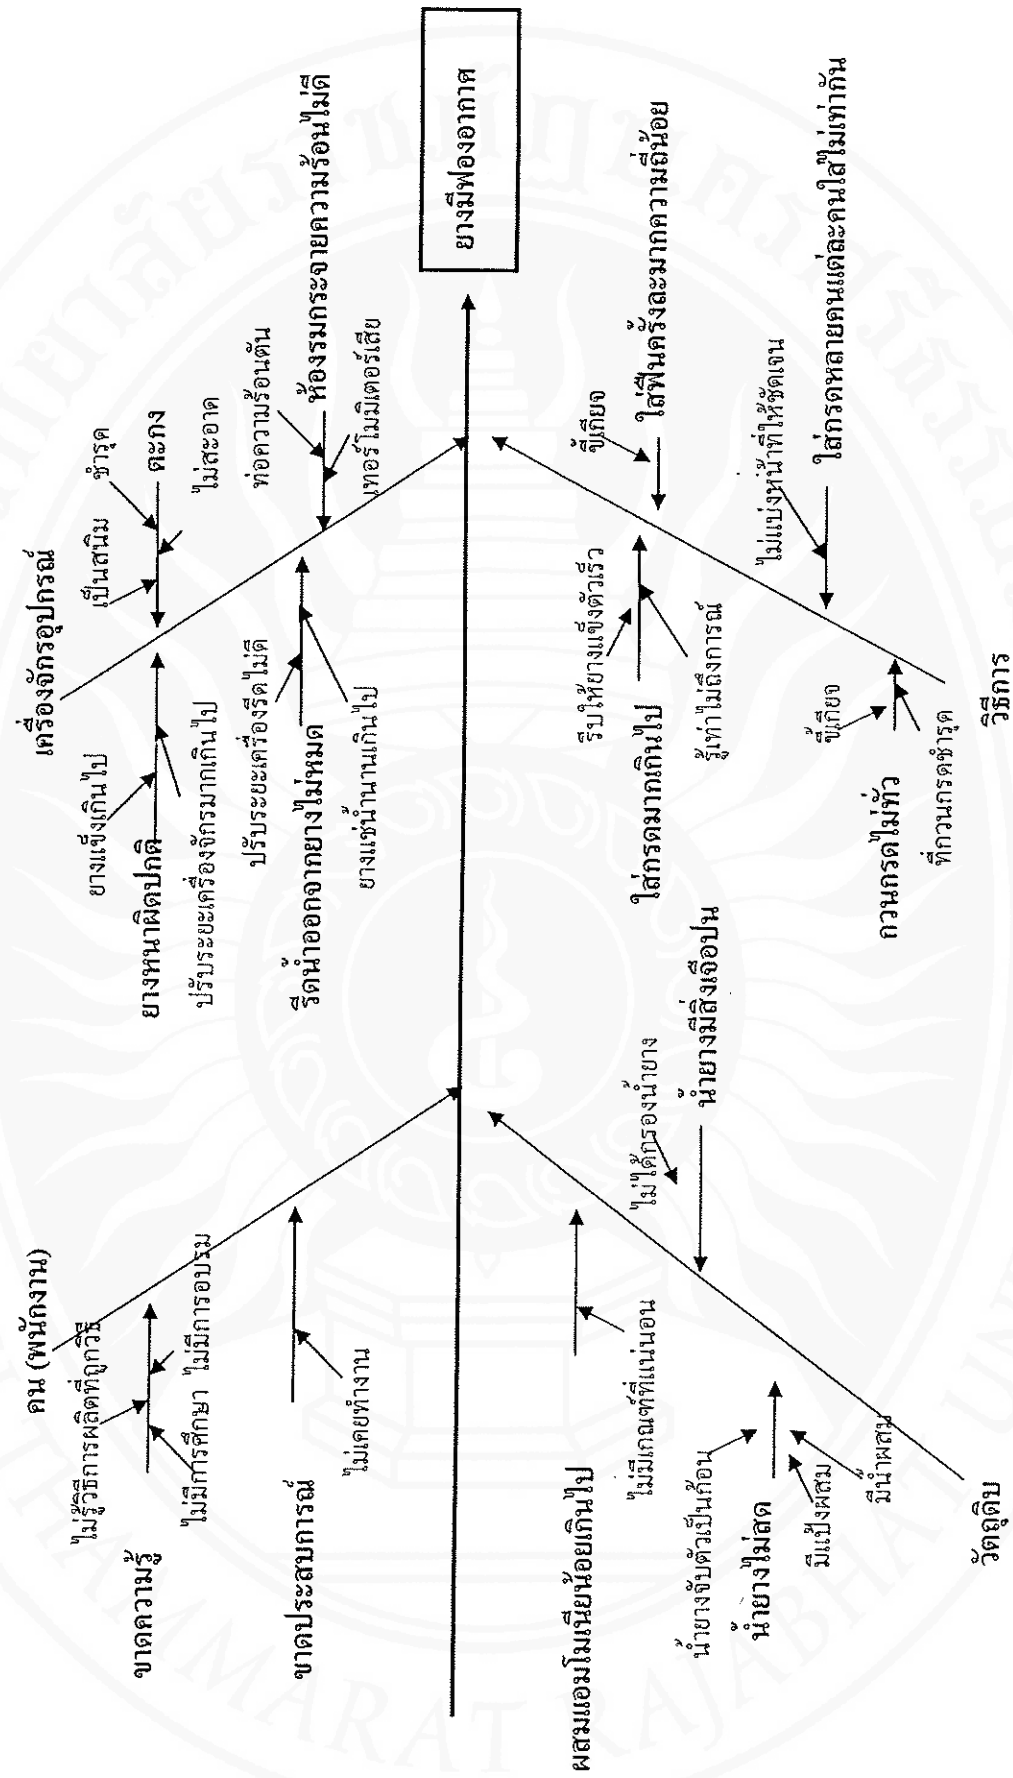 คน (พนักงาน)
ไม่รู้วิธีการผลิตที่ถูกวิธี
ขาดความรู้
ไม่มีการศึกษา
ไม่มีการอบรม
ขาดประสบการณ์
ไม่เคยทำงาน
เครื่องจักรอุปกรณ์
ยางแข็งเกินไป
เป็นสนิม
ชำรุด
ยางหนาผิดปกติ
ตะกง
ปรับระยะเครื่องจักรมากเกินไป
ไม่สะอาด
ปรับระยะเครื่องรีดไม่ดี
ท่อความร้อนตัน
รีดน้ำออกจากยางไม่หมด
ห้องรมกระจายความร้อนไม่ดี
ยางแช่น้ำนานเกินไป
เทอร์โมมิเตอร์เสีย
ยางมีฟองอากาศ
ผสมแอมโมเนียน้อยเกินไป
ไม่มีเกณฑ์ที่แน่นอน
ไม่ได้กรองน้ำยาง
น้ำยางมีสิ่งเจือปน
น้ำยางจับตัวเป็นก้อน
น้ำยางไม่สด
มีแป้งผสม
มีน้ำผสม
วัตถุดิบ
รีบให้ยางแข็งตัวเร็ว
ขี้เกียจ
ใส่กรดมากเกินไป
ใส่ฟืนครั้งละมากความถี่น้อย
รู้เท่าไม่ถึงการณ์
ไม่แบ่งหน้าที่ให้ชัดเจน
ใส่กรดหลายคนแต่ละคนใส่ไม่เท่ากัน
ขี้เกียจ
กวนกรดไม่ทั่ว
ที่กวนกรดชำรุด
วิธีการ